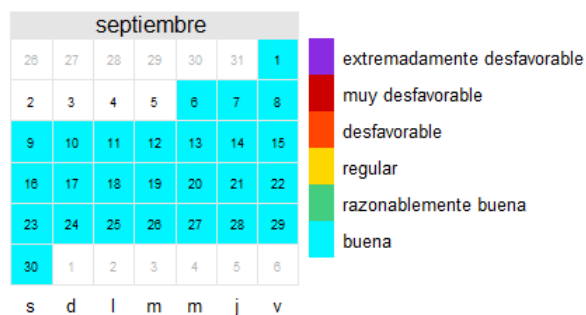 septiembre
26 27 28 29 30 31 1
2 3 4 5 6 7 8
9 10 11 12 13 14 15
16 17 18 19 20 21 22
23 24 25 26 27 28 29
30 1 2 3 4 5 6
s d l m m j v
extremadamente desfavorable
muy desfavorable
desfavorable
regular
razonablemente buena
buena